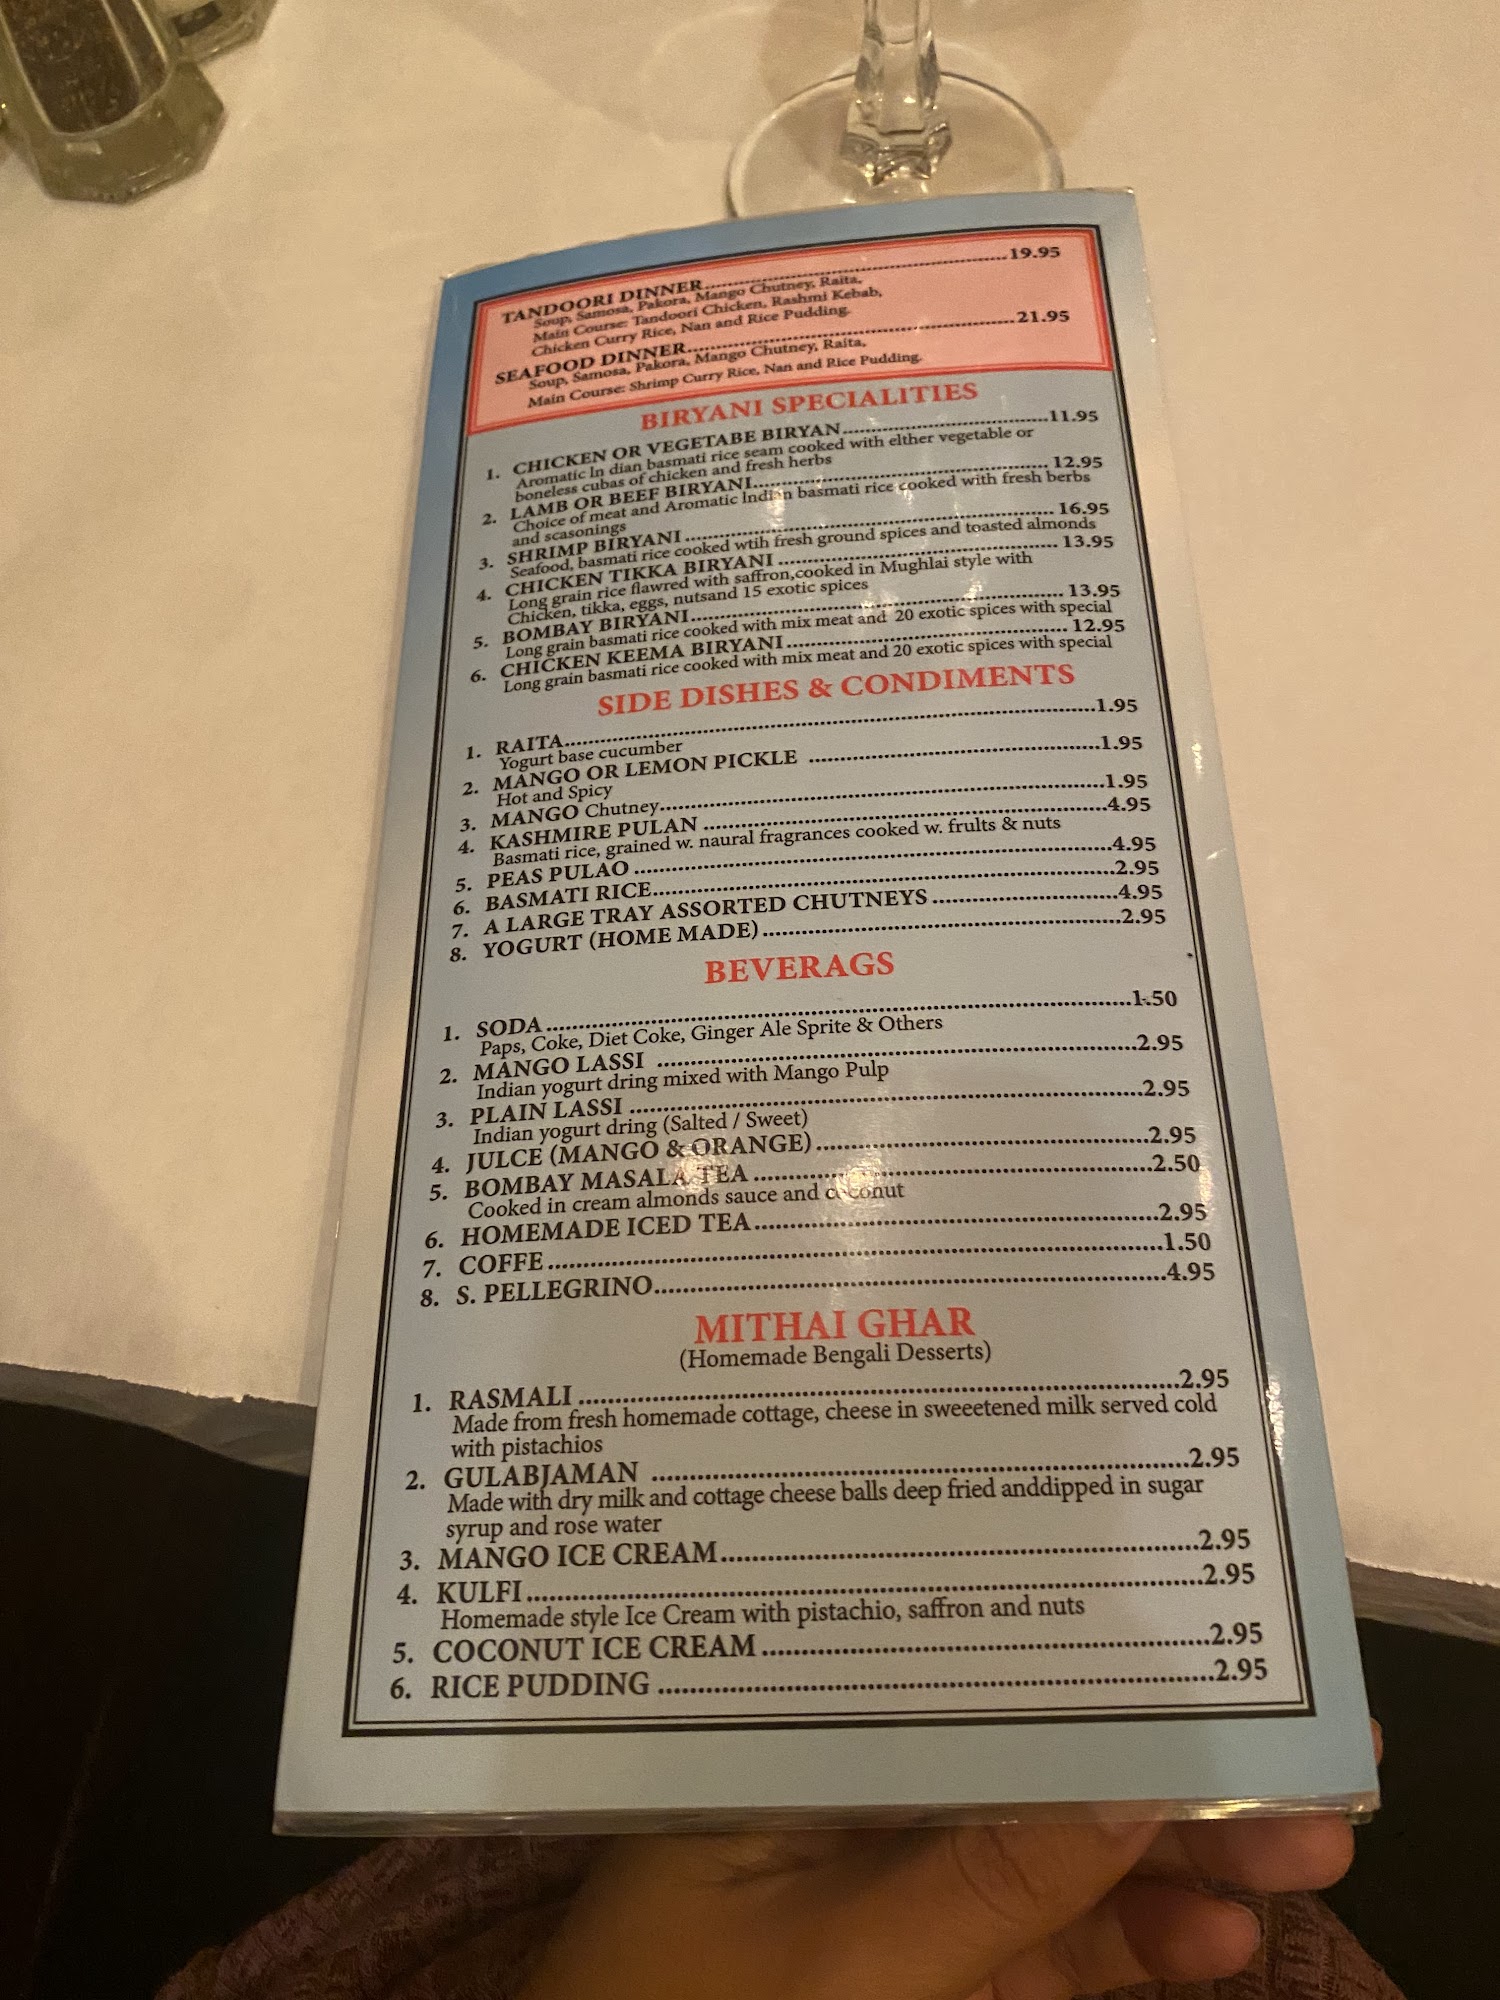 TANDOORI DINNER..........19.95
Soup, Samosa, Pakora, Mango Chutney, Raita,
Main Course: Tandoori Chicken, Rashmi Kebab,
Chicken Curry Rice, Nan and Rice Pudding.
SEAFOOD DINNER..........21.95
Soup, Samosa, Pakora, Mango Chutney, Raita,
Main Course: Shrimp Curry Rice, Nan and Rice Pudding.
BIRYANI SPECIALITIES
1. CHICKEN OR VEGETABE BIRYAN..........11.95
Aromatic ln dian basmati rice seam cooked with elther vegetable or
boneless cubas of chicken and fresh herbs
2. LAMB OR BEEF BIRYANI.......... 12.95
Choice of meat and Aromatic Indian basmati rice cooked with fresh berbs
and scasonings
3. SHRIMP BIRYANI .......... 16.95
Seafood, basmati rice cooked wtih fresh ground spices and toasted almonds
4. CHICKEN TIKKA BIRYANI .......... 13.95
Long grain rice flawred with saffron,cooked in Mughlai style with
Chicken, tikka, eggs, nutsand 15 exotic spices
5. BOMBAY BIRYANI.......... 13.95
Long grain basmati rice cooked with mix meat and 20 exotic spices with special
6. CHICKEN KEEMA BIRYANI.......... 12.95
Long grain basmati rice cooked with mix meat and 20 exotic spices with special
SIDE DISHES & CONDIMENTS
1. RAITA..........1.95
Yogurt base cucumber
2. MANGO OR LEMON PICKLE ..........1.95
Hot and Spicy
3. MANGO Chutney..........1.95
4. KASHMIRE PULAN ..........4.95
Basmati rice, grained w. naural fragrances cooked w. frults & nuts
5. PEAS PULAO ..........4.95
6. BASMATI RICE..........2.95
7. A LARGE TRAY ASSORTED CHUTNEYS ..........4.95
8. YOGURT (HOME MADE)..........2.95
BEVERAGS
1. SODA ..........1.50
Paps, Coke, Diet Coke, Ginger Ale Sprite & Others
2. MANGO LASSI ..........2.95
Indian yogurt dring mixed with Mango Pulp
3. PLAIN LASSI ..........2.95
Indian yogurt dring (Salted / Sweet)
4. JULCE (MANGO & ORANGE)..........2.95
5. BOMBAY MASALA TEA ..........2.50
Cooked in cream almonds sauce and coconut
6. HOMEMADE ICED TEA..........2.95
7. COFFE ..........1.50
8. S. PELLEGRINO..........4.95
MITHAI GHAR
(Homemade Bengali Desserts)
1. RASMALI ..........2.95
Made from fresh homemade cottage, cheese in sweeetened milk served cold
with pistachios
2. GULABJAMAN ..........2.95
Made with dry milk and cottage cheese balls deep fried anddipped in sugar
syrup and rose water
3. MANGO ICE CREAM..........2.95
4. KULFI..........2.95
Homemade style Ice Cream with pistachio, saffron and nuts
5. COCONUT ICE CREAM..........2.95
6. RICE PUDDING ..........2.95